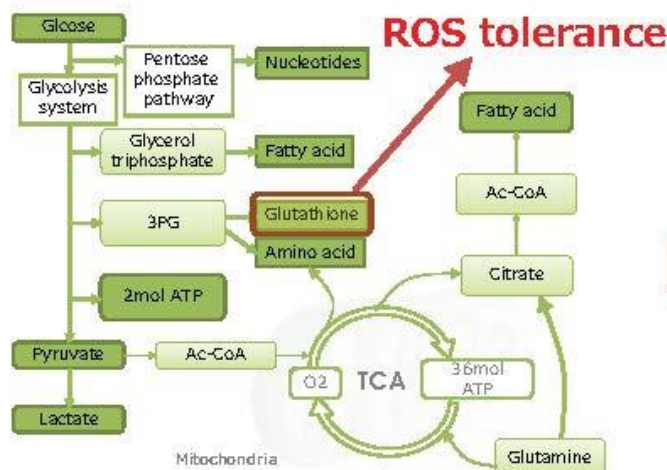 Glcose
ROS tolerance
Pentose
phosphate
pathway
Nucleotides
Glycolysis
system
Glycerol
triphosphate
Fatty acid
Fatty acid
Ac-CoA
3PG
Glutathione
Amino acid
Citrate
2mol ATP
Pyruvate
Ac-CoA
O2
TCA
36mol
ATP
Lactate
Mitochondria
Glutamine